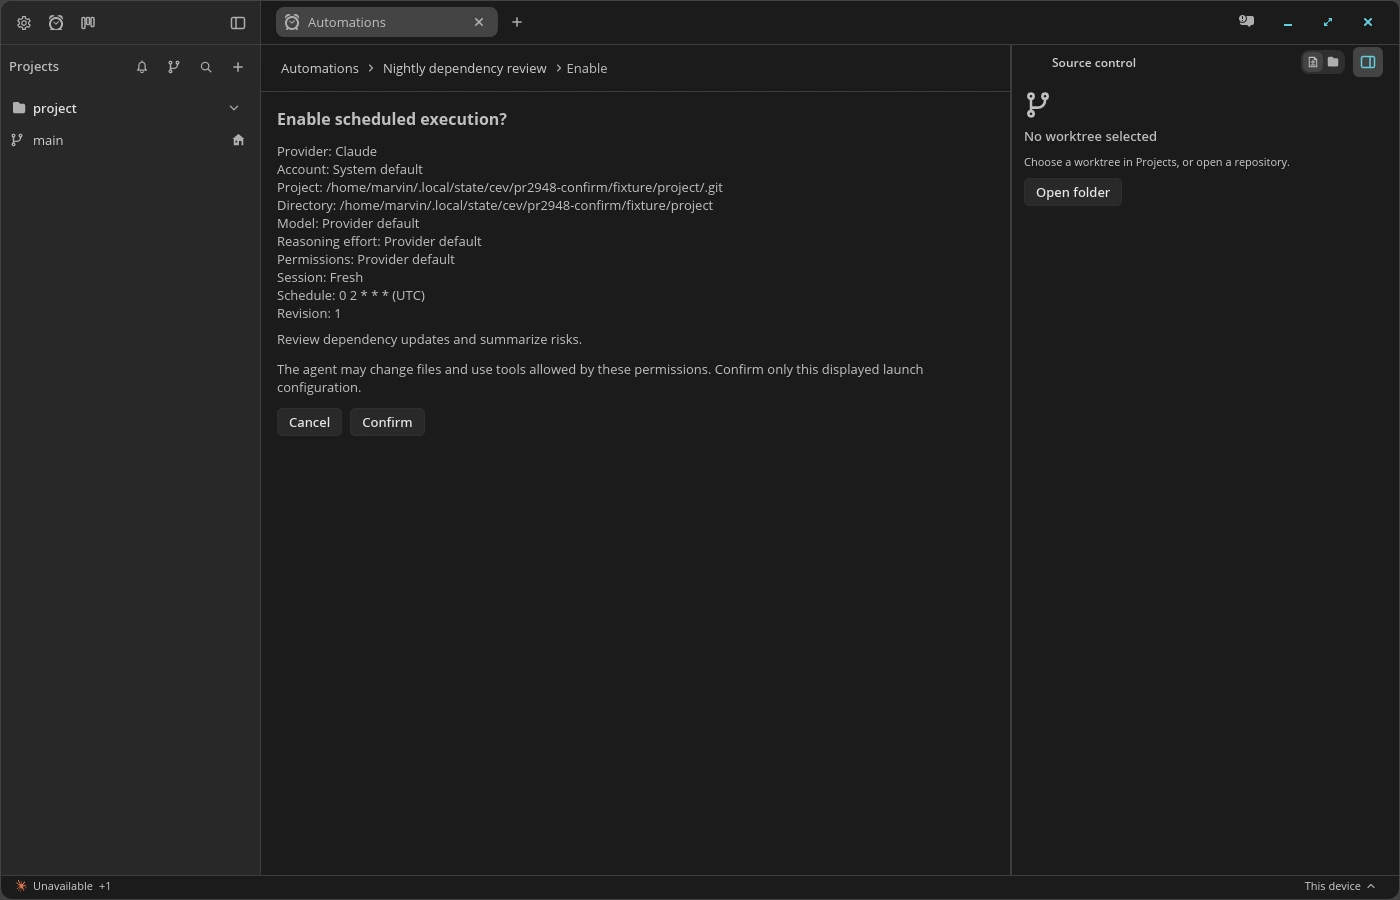 Automations
Projects
project
main
Automations > Nightly dependency review > Enable
Enable scheduled execution?
Provider: Claude
Account: System default
Project: /home/marvin/.local/state/cev/pr2948-confirm/fixture/project/.git
Directory: /home/marvin/.local/state/cev/pr2948-confirm/fixture/project
Model: Provider default
Reasoning effort: Provider default
Permissions: Provider default
Session: Fresh
Schedule: 0 2 * * * (UTC)
Revision: 1
Review dependency updates and summarize risks.
The agent may change files and use tools allowed by these permissions. Confirm only this displayed launch
configuration.
Cancel
Confirm
Source control
No worktree selected
Choose a worktree in Projects, or open a repository.
Open folder
Unavailable +1
This device